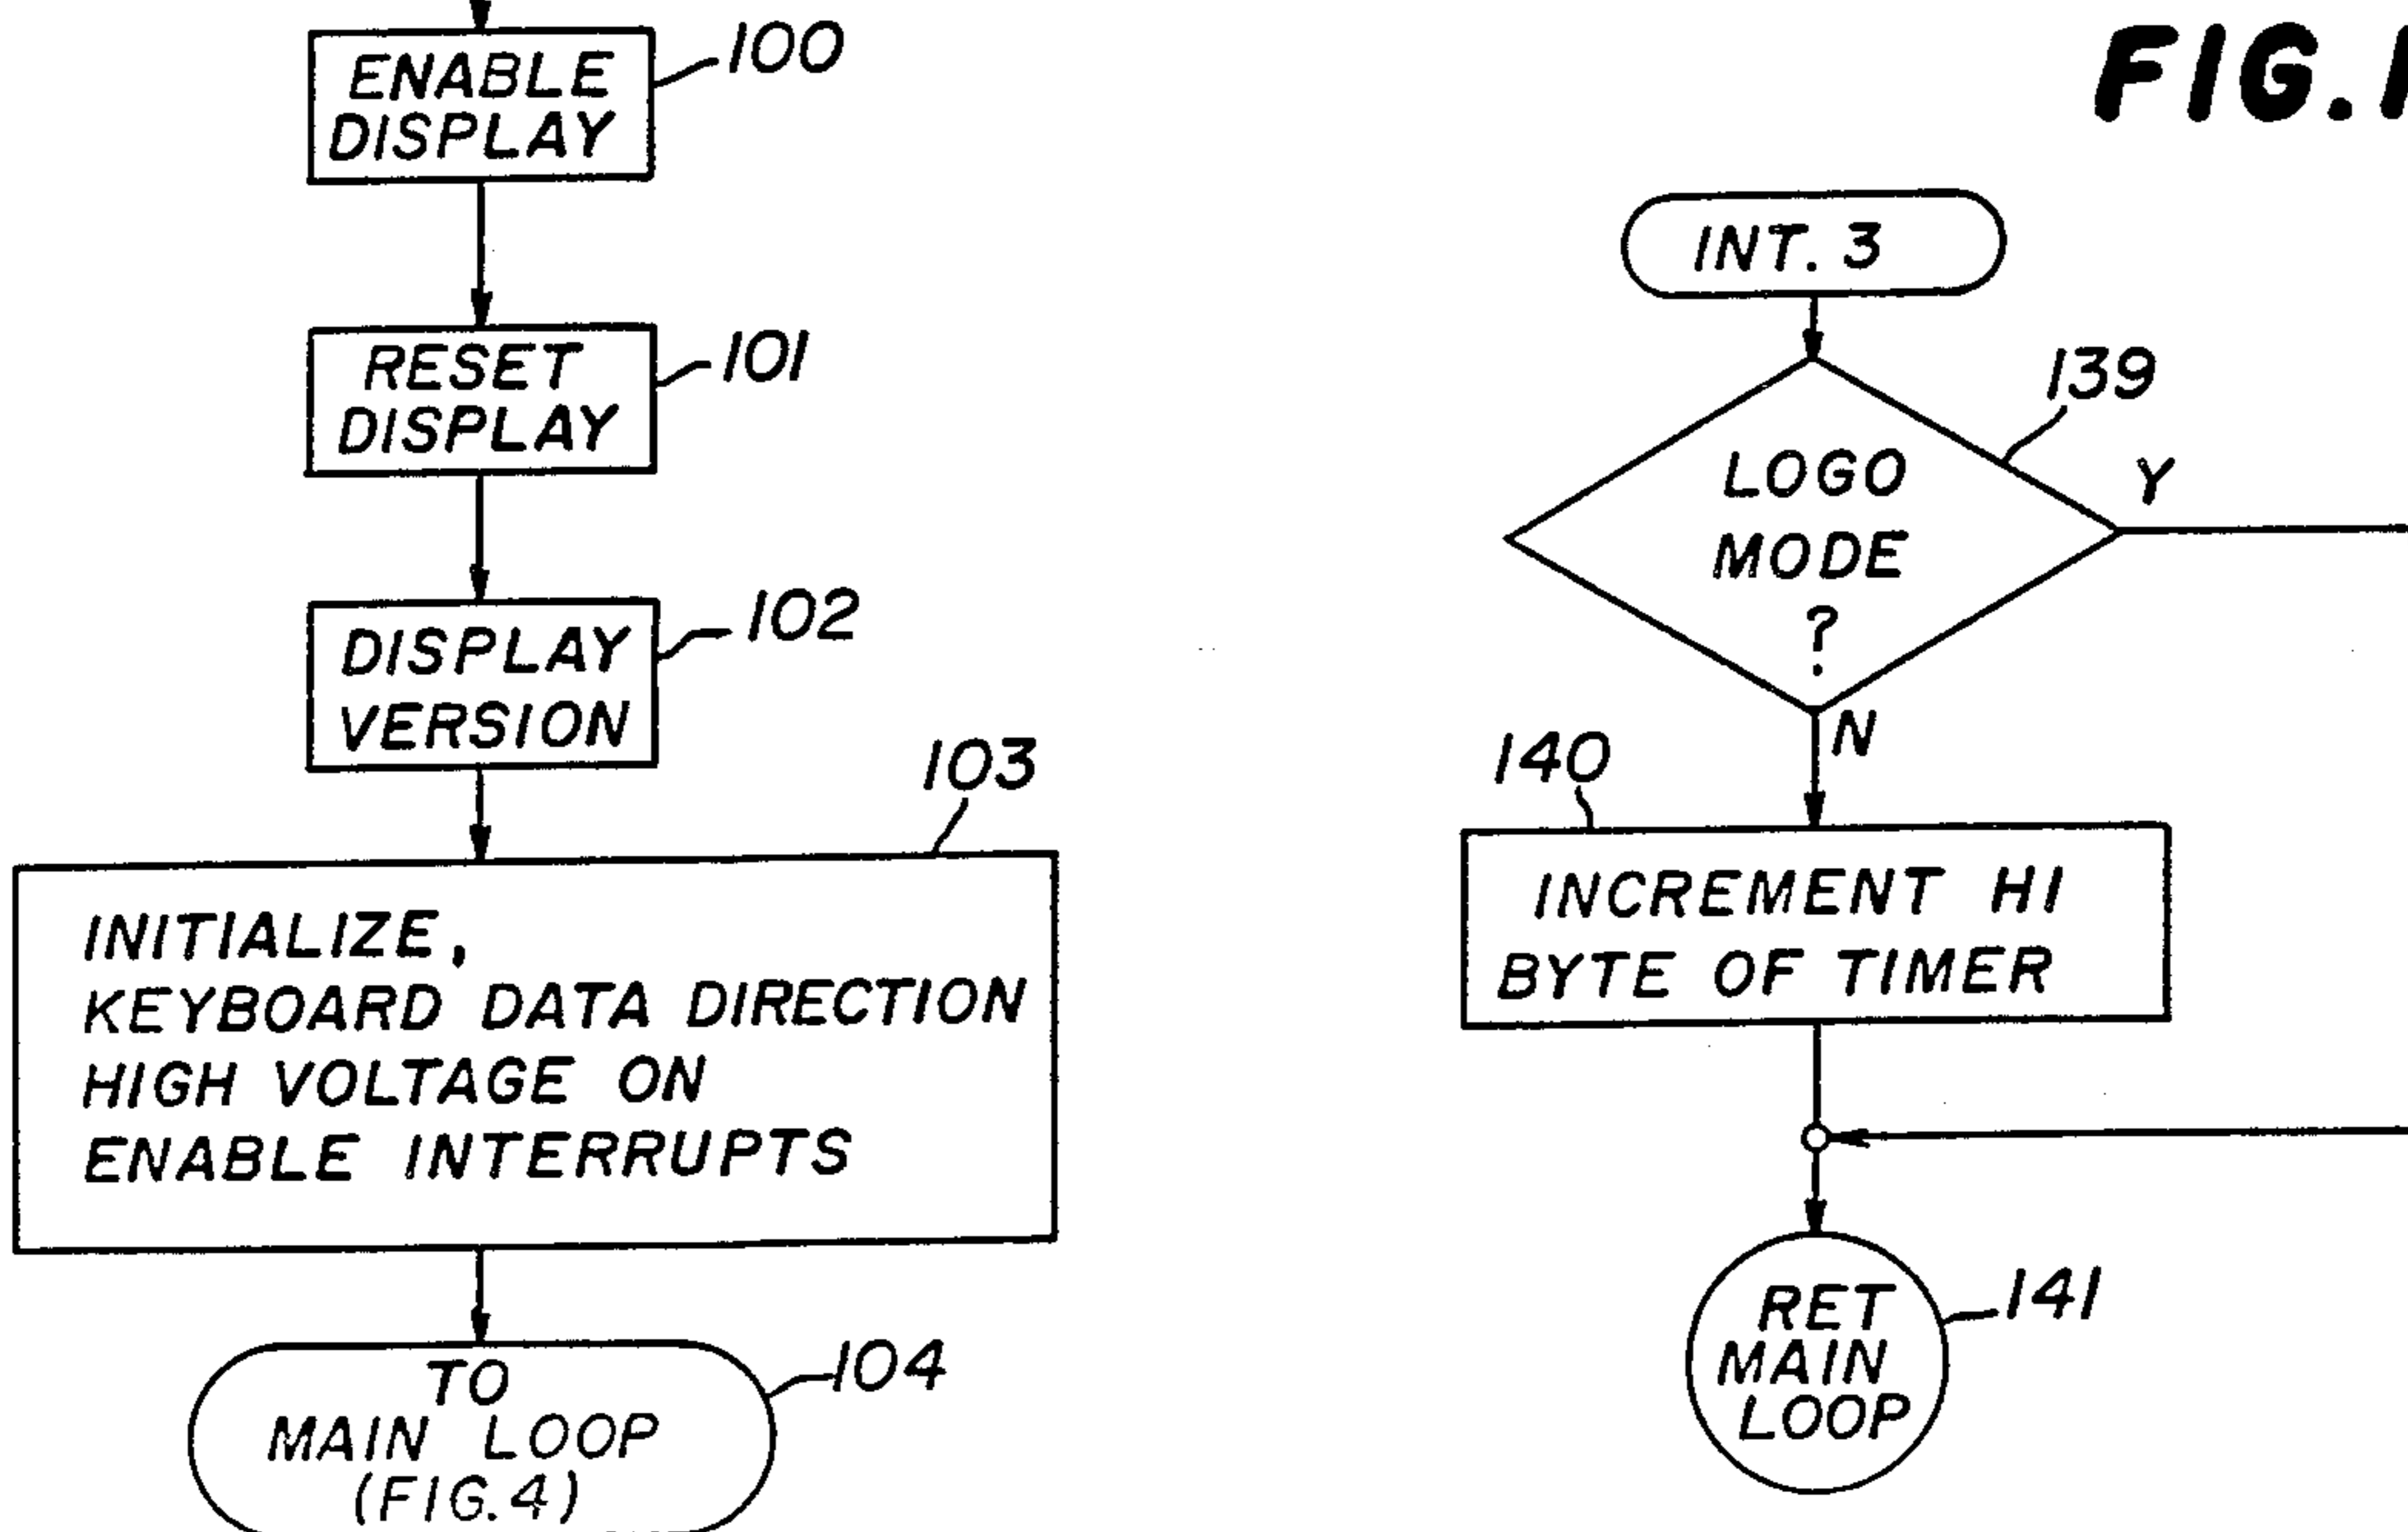 100
ENABLE
DISPLAY
101
RESET
DISPLAY
102
DISPLAY
VERSION
103
INITIALIZE,
KEYBOARD DATA DIRECTION
HIGH VOLTAGE ON
ENABLE INTERRUPTS
104
TO
MAIN LOOP
(FIG.4)
FIG.1
INT. 3
139
LOGO
MODE
?
Y
N
140
INCREMENT HI
BYTE OF TIMER
141
RET
MAIN
LOOP